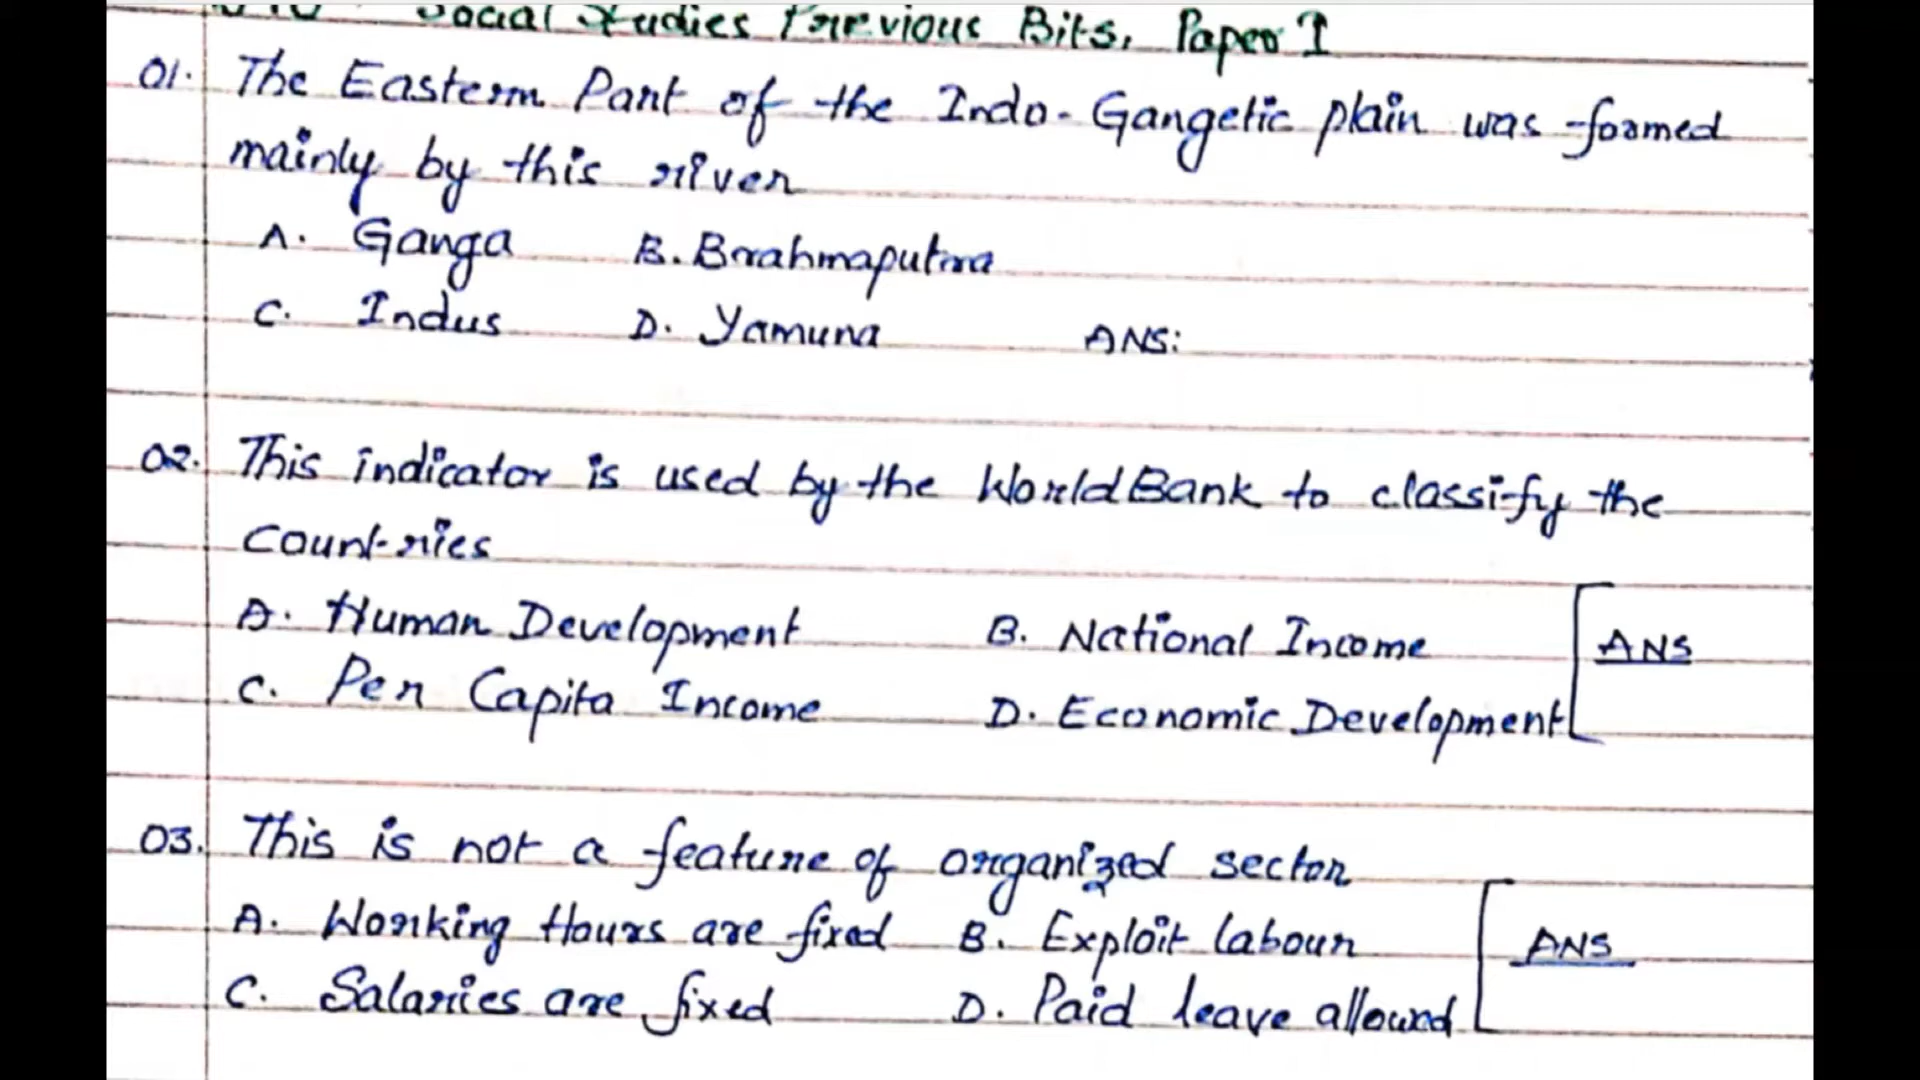 Social Studies Previous Bits, Paper I
01. The Eastern Part of the Indo-Gangetic plain was formed
mainly by this river
A. Ganga B. Brahmaputra
C. Indus D. Yamuna ANS:
02. This indicator is used by the World Bank to classify the
Countries
A. Human Development B. National Income ANS
C. Per Capita Income D. Economic Development
03. This is not a feature of organized sector
A. Working Hours are fixed B. Exploit labour ANS
C. Salaries are fixed D. Paid leave allowed